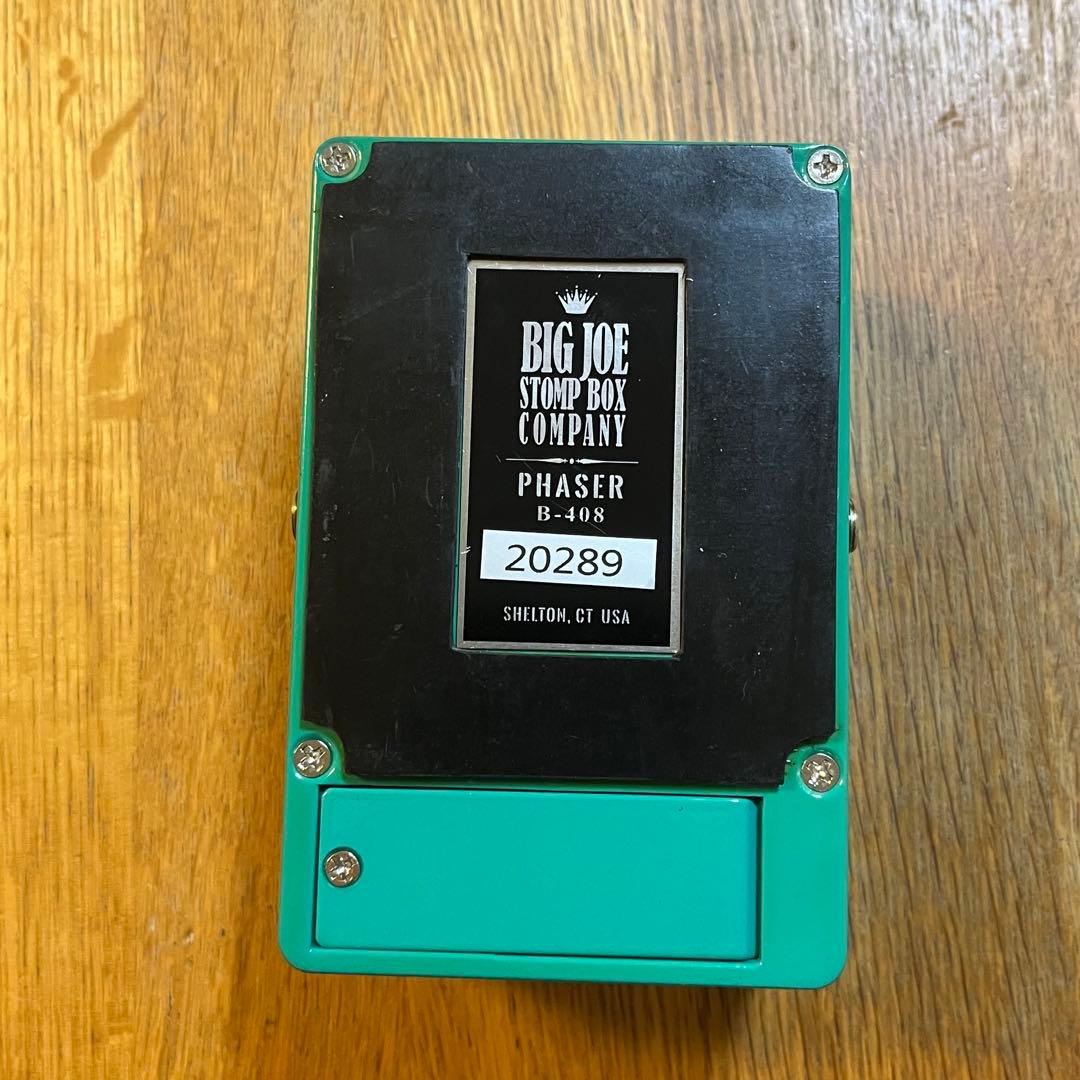 BIG JOE
STOMP BOX
COMPANY
PHASER
B-408
20289
SHELTON, CT USA